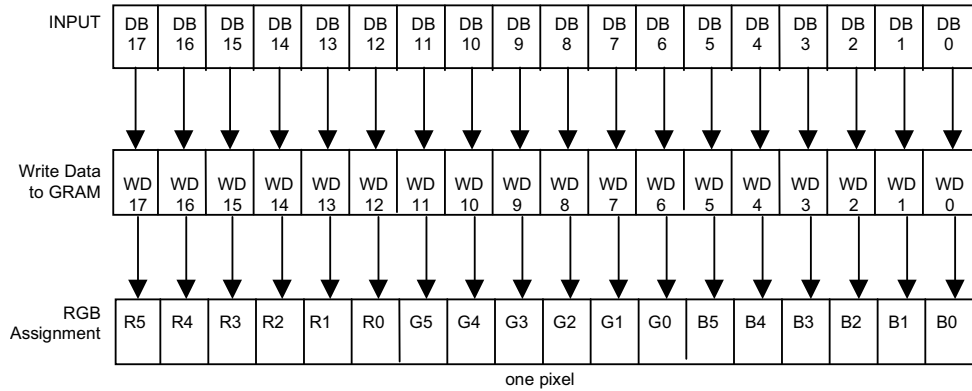 INPUT DB DB DB DB DB DB DB DB DB DB DB DB DB DB DB DB DB DB
17 16 15 14 13 12 11 10 9 8 7 6 5 4 3 2 1 0
Write Data
to GRAM
WD WD WD WD WD WD WD WD WD WD WD WD WD WD WD WD WD WD
17 16 15 14 13 12 11 10 9 8 7 6 5 4 3 2 1 0
RGB
Assignment
R5 R4 R3 R2 R1 R0 G5 G4 G3 G2 G1 G0 B5 B4 B3 B2 B1 B0
one pixel